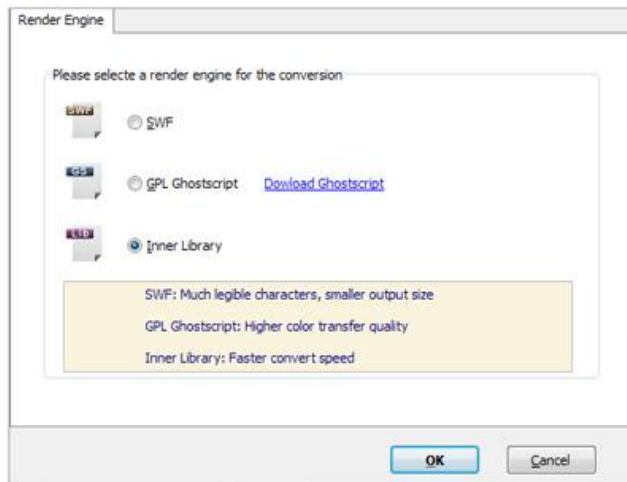 Render Engine
Please selecte a render engine for the conversion
SWF
SWF
GS
GPL Ghostscript Dowload Ghostscript
Lib
Inner Library
SWF: Much legible characters, smaller output size
GPL Ghostscript: Higher color transfer quality
Inner Library: Faster convert speed
OK Cancel